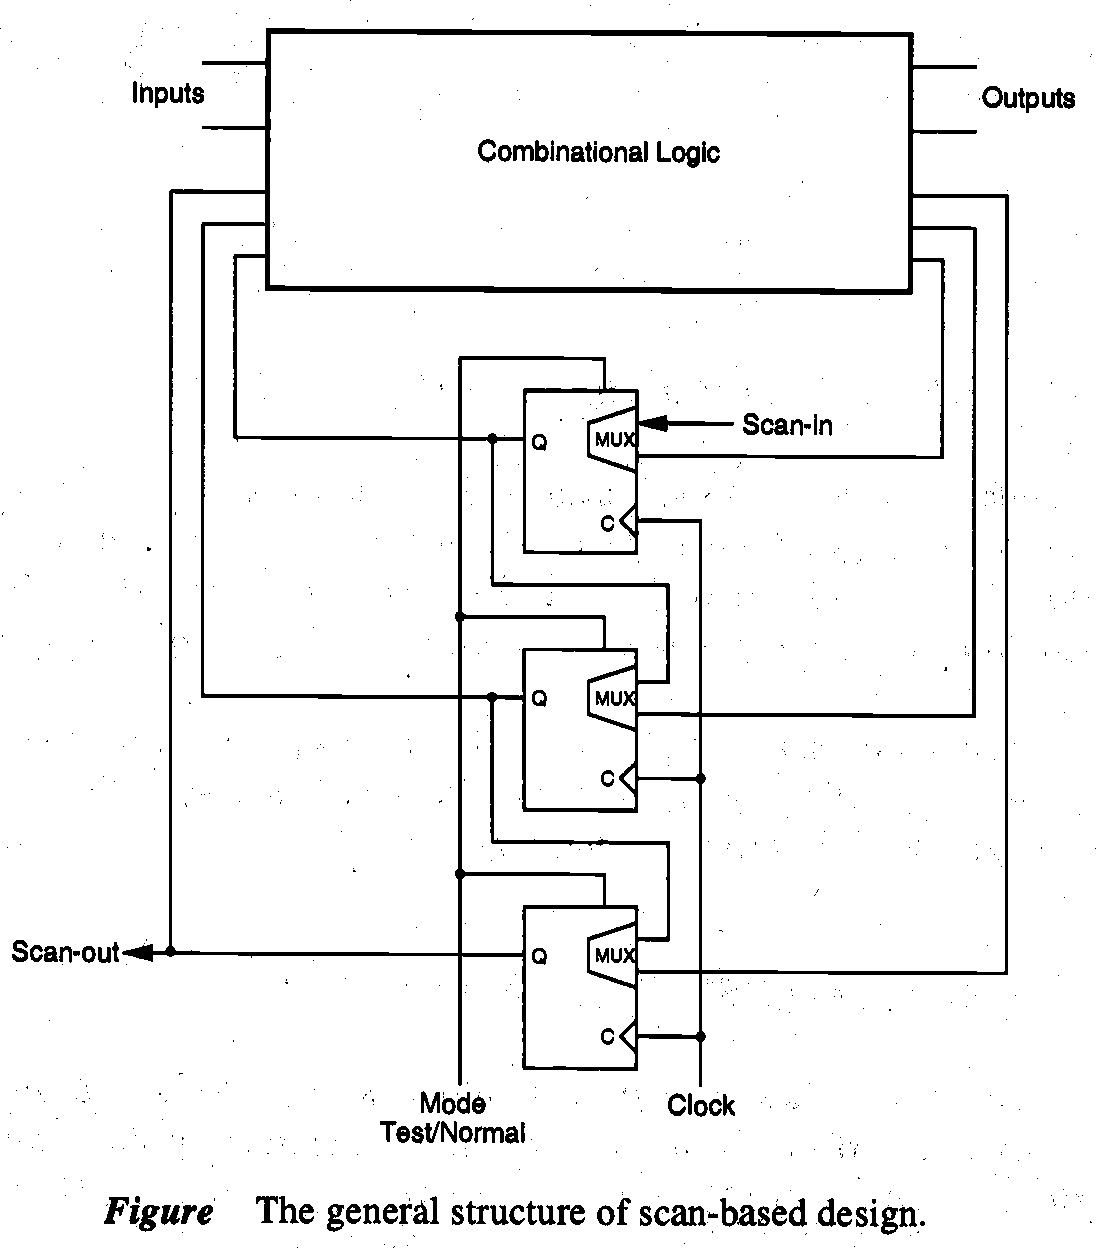 Inputs
Outputs
Combinational Logic
Scan-In
Q
MUX
C
Q
MUX
C
Scan-out
Q
MUX
C
Mode
Test/Normal
Clock
Figure The general structure of scan-based design.